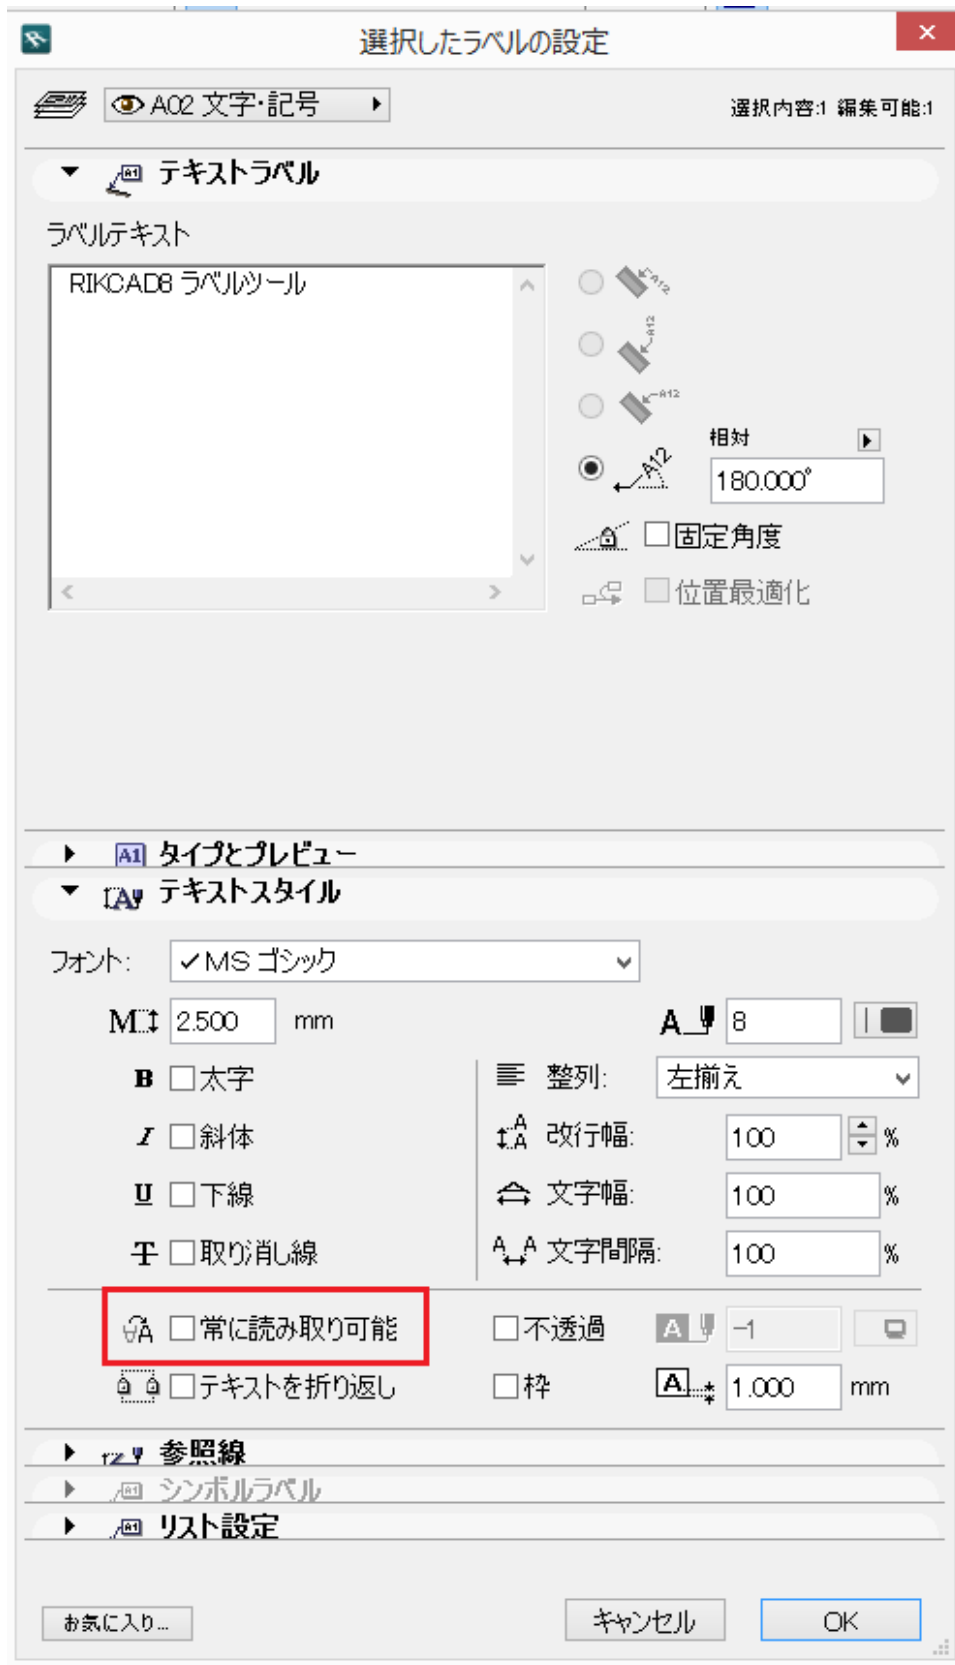 選択したラベルの設定
A02 文字・記号
選択内容:1 編集可能:1
テキストラベル
ラベルテキスト
RIKCAD8 ラベルツール
A12
A12
A12
A12
相対
180.000°
固定角度
位置最適化
A1 タイプとプレビュー
テキストスタイル
フォント: MS ゴシック
M 2.500 mm
A 8
B 太字
整列: 左揃え
I 斜体
改行幅: 100 %
U 下線
文字幅: 100 %
T 取り消し線
文字間隔: 100 %
常に読み取り可能 不透過 A -1
テキストを折り返し 枠 A 1.000 mm
参照線
シンボルラベル
リスト設定
お気に入り...
キャンセル
OK